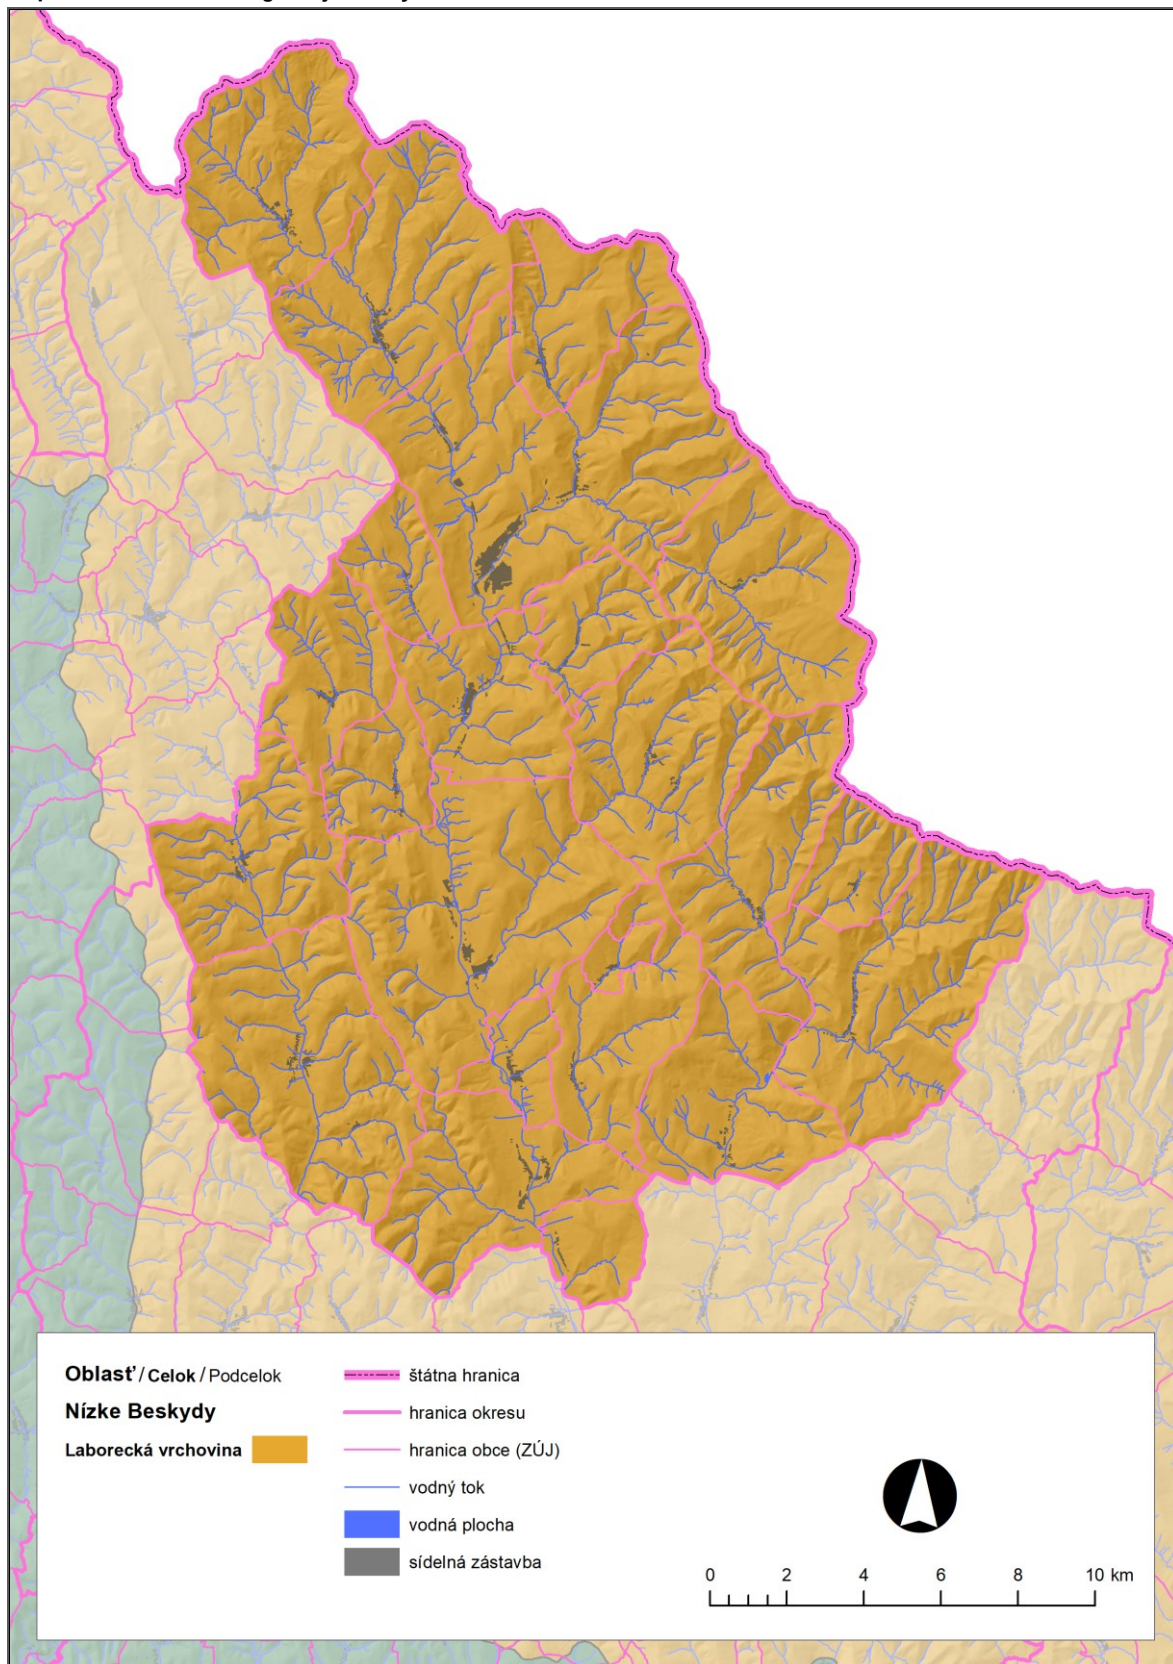 Oblasť / Celok / Podcelok
Nízke Beskydy
Laborecká vrchovina
štátna hranica
hranica okresu
hranica obce (ZÚJ)
vodný tok
vodná plocha
sídelná zástavba
0 2 4 6 8 10 km